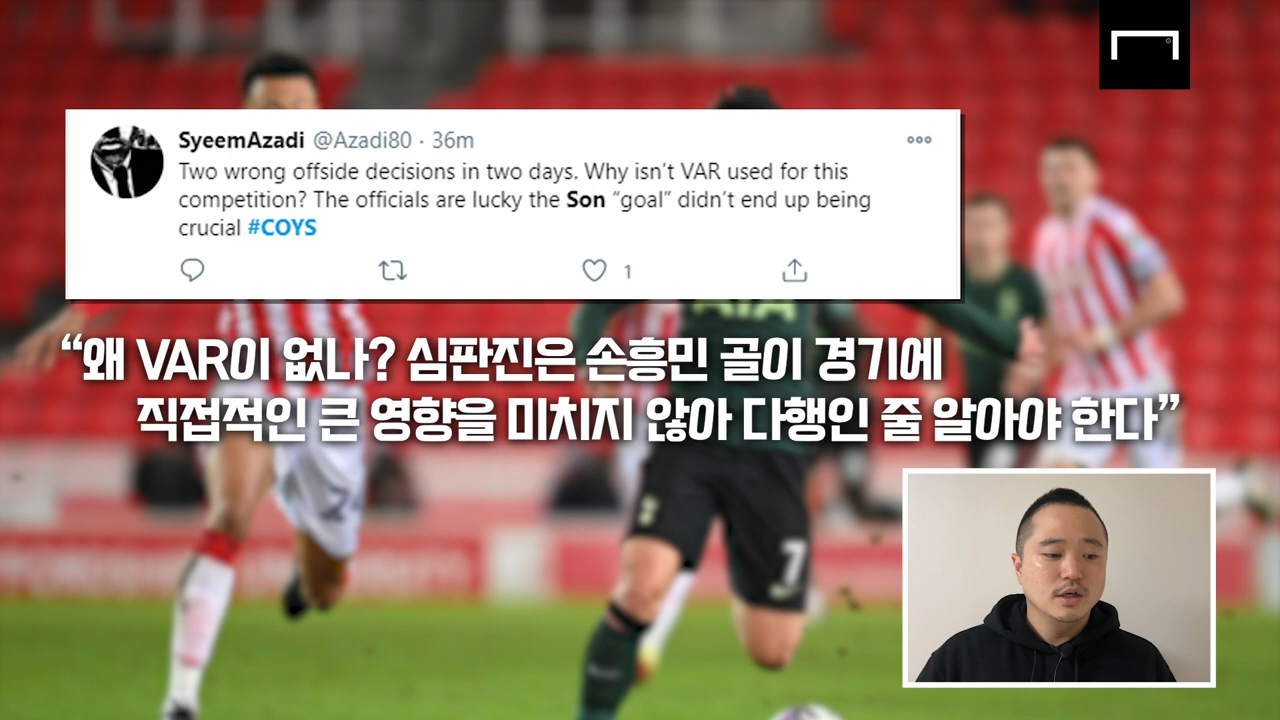 SyeemAzadi @Azadi80 · 36m
Two wrong offside decisions in two days. Why isn't VAR used for this
competition? The officials are lucky the Son “goal” didn't end up being
crucial #COYS
1
“왜 VAR이 없나? 심판진은 손흥민 골이 경기에
직접적인 큰 영향을 미치지 않아 다행인 줄 알아야 한다”
AIA
24
7